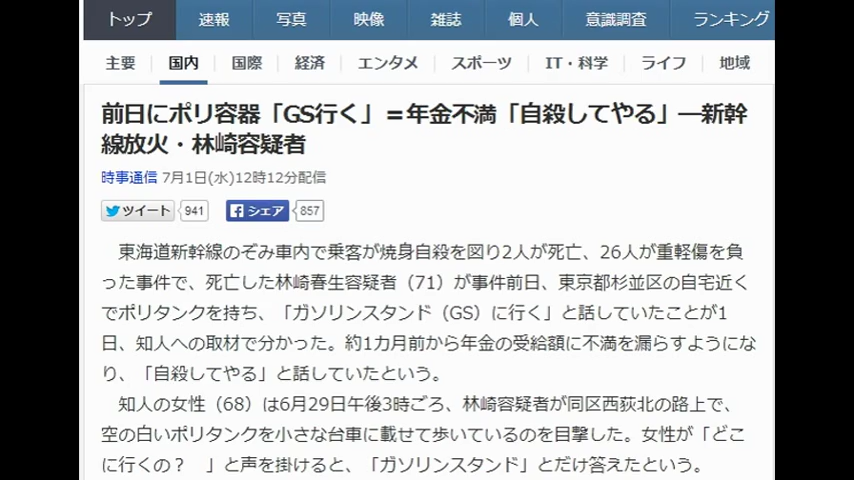 トップ 速報 写真 映像 雑誌 個人 意識調査 ランキング
主要 国内 国際 経済 エンタメ スポーツ IT・科学 ライフ 地域
前日にポリ容器「GS行く」＝年金不満「自殺してやる」―新幹
線放火・林崎容疑者
時事通信 7月1日(水)12時12分配信
ツイート 941 シェア 857
東海道新幹線のぞみ車内で乗客が焼身自殺を図り2人が死亡、26人が重軽傷を負
った事件で、死亡した林崎春生容疑者（71）が事件前日、東京都杉並区の自宅近く
でポリタンクを持ち、「ガソリンスタンド（GS）に行く」と話していたことが1
日、知人への取材で分かった。約1カ月前から年金の受給額に不満を漏らすようにな
り、「自殺してやる」と話していたという。
知人の女性（68）は6月29日午後3時ごろ、林崎容疑者が同区西荻北の路上で、
空の白いポリタンクを小さな台車に載せて歩いているのを目撃した。女性が「どこ
に行くの？　」と声を掛けると、「ガソリンスタンド」とだけ答えたという。